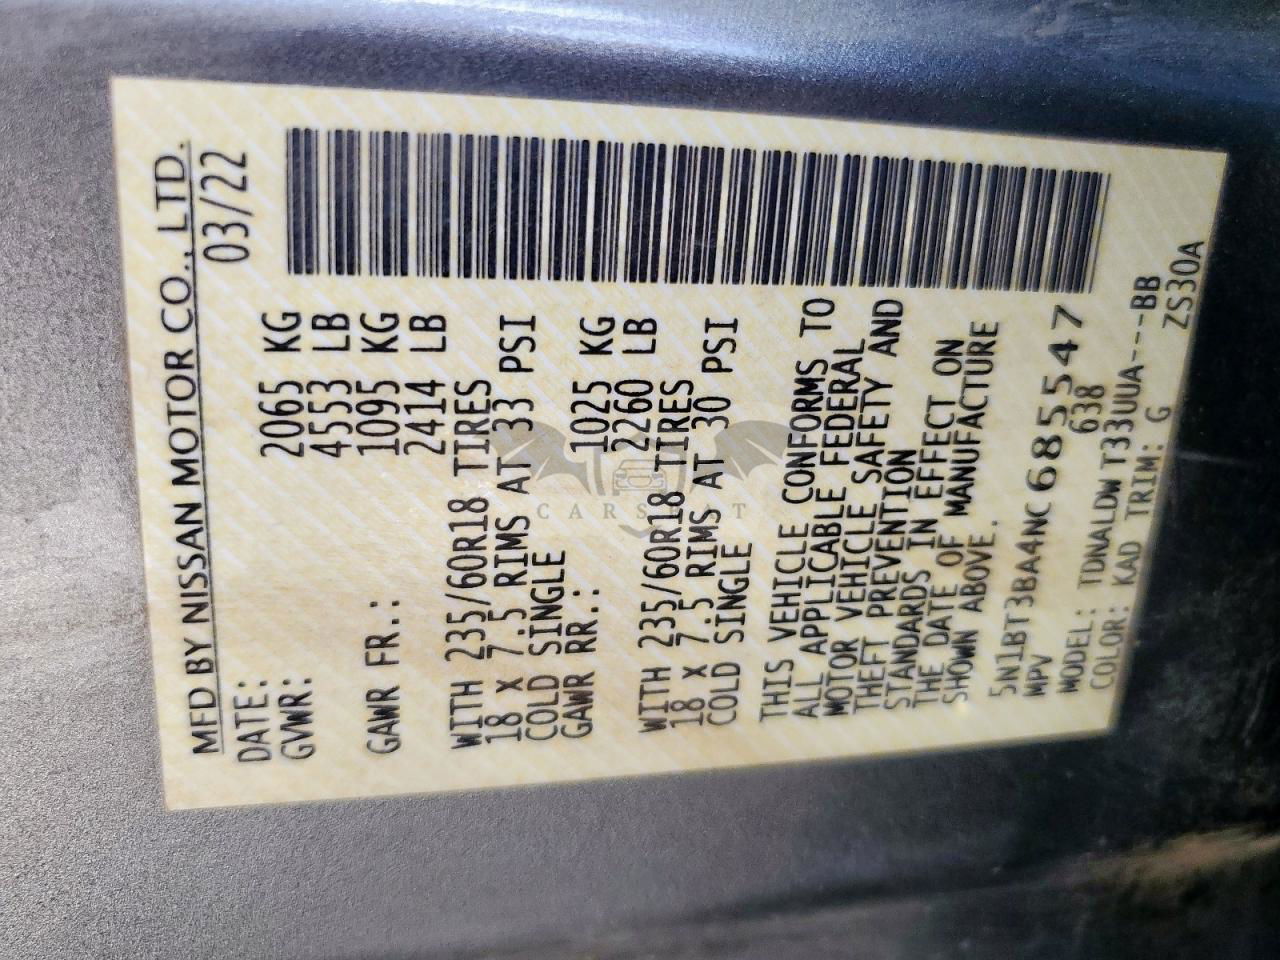 MFD BY NISSAN MOTOR CO.,LTD.
DATE: 03/22
GVWR: 2065 KG
4553 LB
GAWR FR.: 1095 KG
2414 LB
WITH 235/60R18 TIRES
18 X 7.5 RIMS AT 33 PSI
COLD SINGLE
GAWR RR.: 1025 KG
2260 LB
WITH 235/60R18 TIRES
18 X 7.5 RIMS AT 30 PSI
COLD SINGLE
THIS VEHICLE CONFORMS TO
ALL APPLICABLE FEDERAL
MOTOR VEHICLE SAFETY AND
THEFT PREVENTION
STANDARDS IN EFFECT ON
THE DATE OF MANUFACTURE
SHOWN ABOVE.
5N1BT3BA4NC685547
MPV 638
MODEL: TDNALDW T33UUA---BB
COLOR: KAD TRIM: G ZS30A